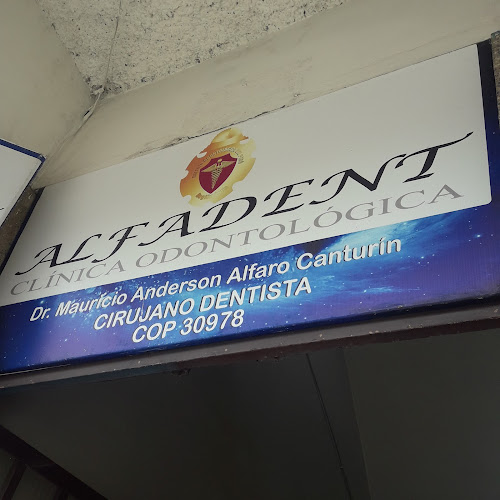 ALFADENT
CLÍNICA ODONTOLÓGICA
Dr. Mauricio Anderson Alfaro Canturín
CIRUJANO DENTISTA
COP 30978